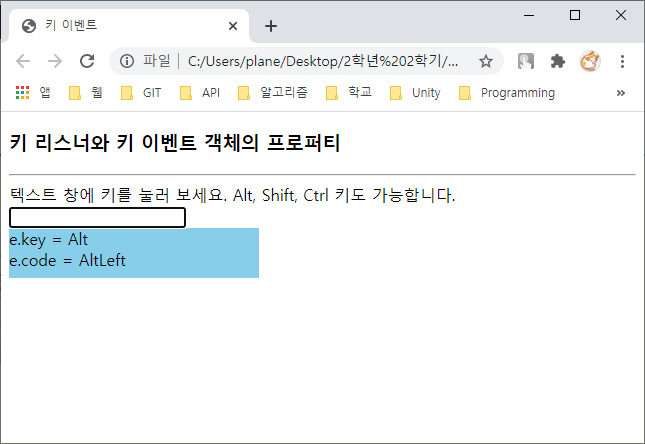 키 이벤트
파일 | C:/Users/plane/Desktop/2학년%202학기/...
앱 웹 GIT API 알고리즘 학교 Unity Programming »
키 리스너와 키 이벤트 객체의 프로퍼티
텍스트 창에 키를 눌러 보세요. Alt, Shift, Ctrl 키도 가능합니다.
e.key = Alt
e.code = AltLeft